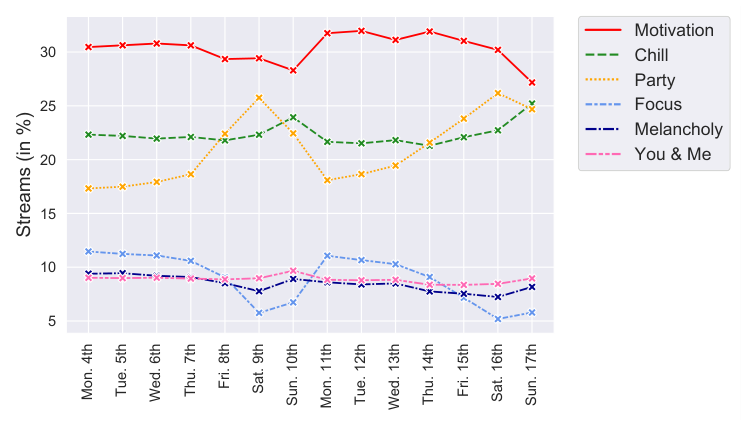 Streams (in %)
30
25
20
15
10
5
Mon. 4th
Tue. 5th
Wed. 6th
Thu. 7th
Fri. 8th
Sat. 9th
Sun. 10th
Mon. 11th
Tue. 12th
Wed. 13th
Thu. 14th
Fri. 15th
Sat. 16th
Sun. 17th
Motivation
Chill
Party
Focus
Melancholy
You & Me